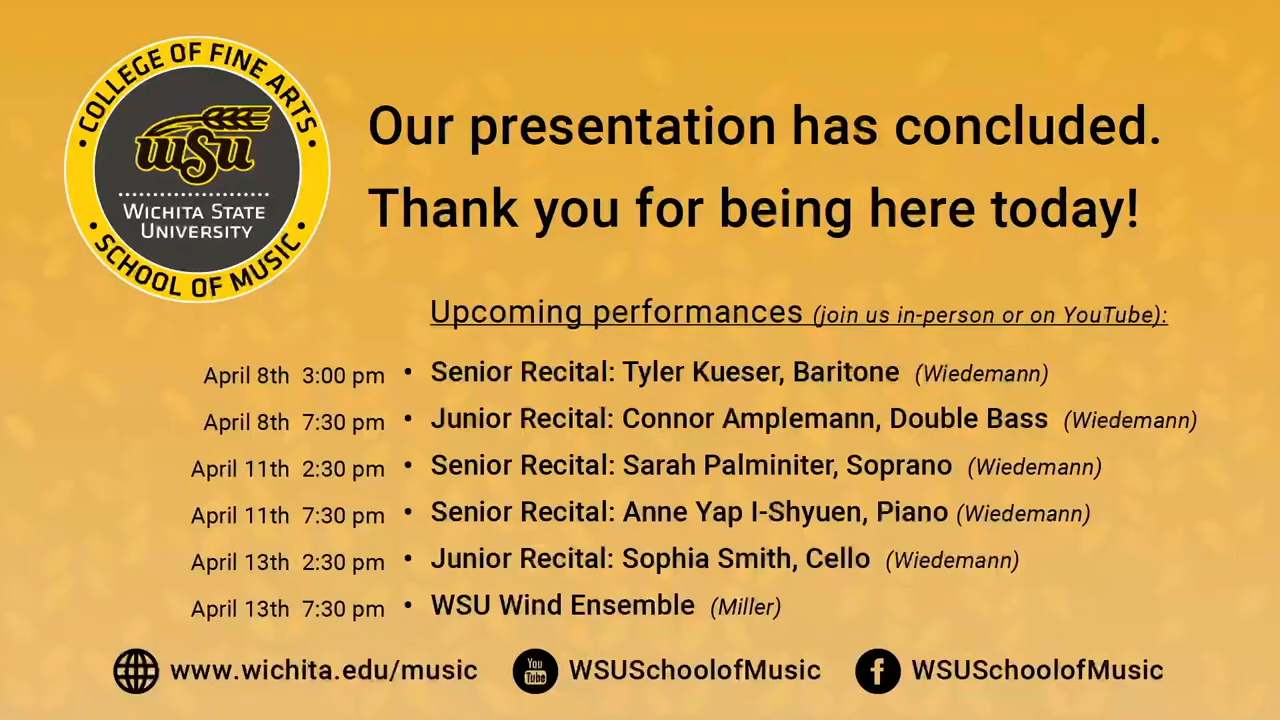 COLLEGE OF FINE ARTS
wsu
WICHITA STATE
UNIVERSITY
SCHOOL OF MUSIC
Our presentation has concluded.
Thank you for being here today!
Upcoming performances (join us in-person or on YouTube):
April 8th 3:00 pm • Senior Recital: Tyler Kueser, Baritone (Wiedemann)
April 8th 7:30 pm • Junior Recital: Connor Amplemann, Double Bass (Wiedemann)
April 11th 2:30 pm • Senior Recital: Sarah Palminiter, Soprano (Wiedemann)
April 11th 7:30 pm • Senior Recital: Anne Yap I-Shyuen, Piano (Wiedemann)
April 13th 2:30 pm • Junior Recital: Sophia Smith, Cello (Wiedemann)
April 13th 7:30 pm • WSU Wind Ensemble (Miller)
www.wichita.edu/music You Tube WSUSchoolofMusic f WSUSchoolofMusic